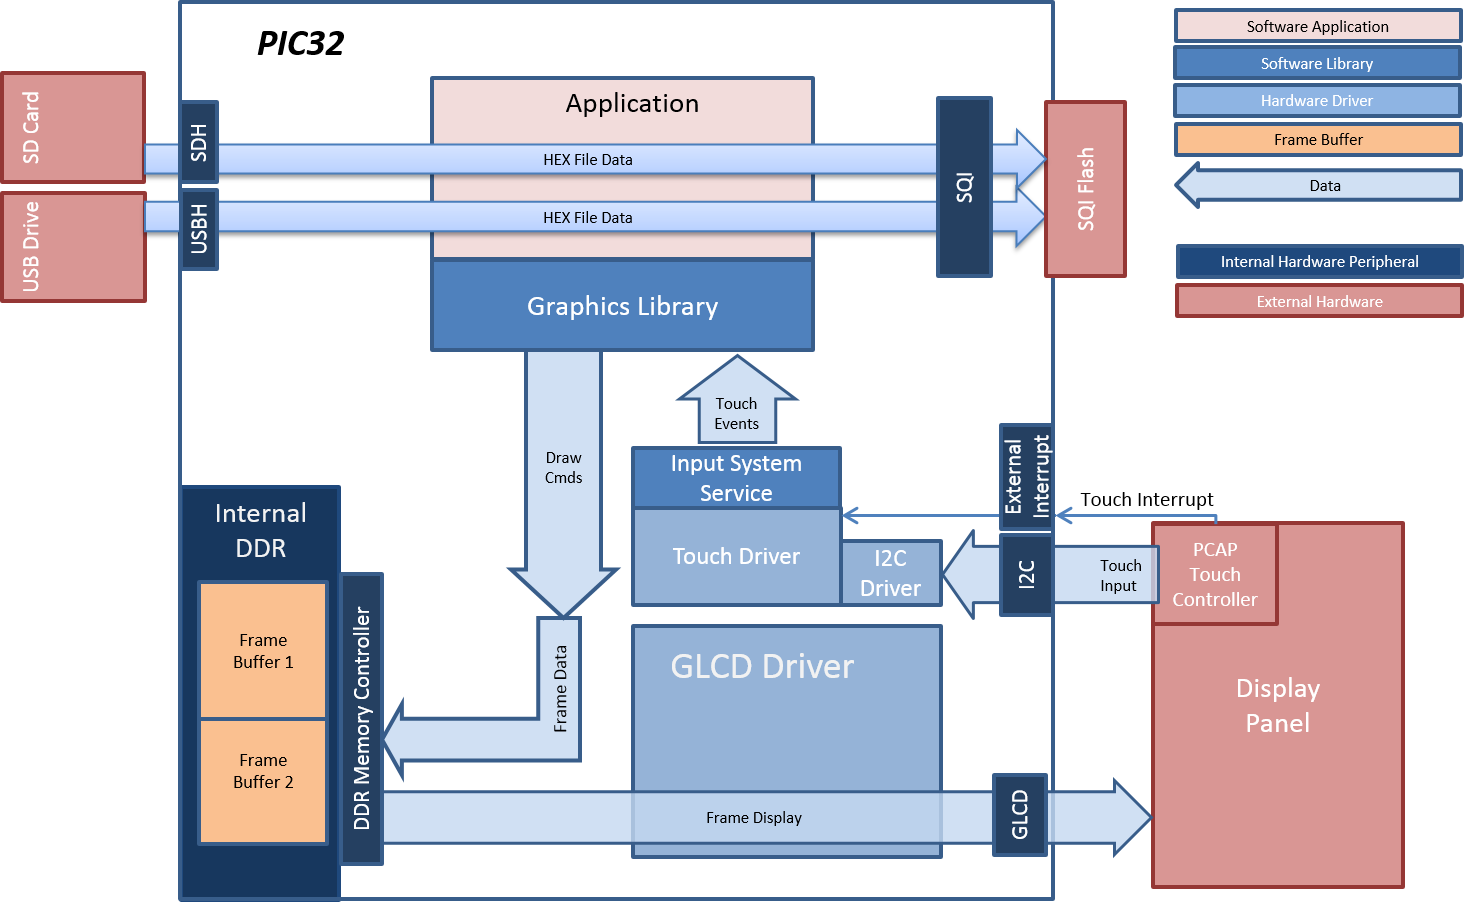 PIC32
Software Application
Software Library
Hardware Driver
Frame Buffer
Data
Internal Hardware Peripheral
External Hardware
SD Card
USB Drive
SDH
USBH
Application
HEX File Data
HEX File Data
Graphics Library
SQI
SQI Flash
Touch
Events
Draw
Cmds
Input System
Service
Touch Driver
I2C
Driver
External
Interrupt
Touch Interrupt
I2C
Touch
Input
PCAP
Touch
Controller
Display
Panel
Internal
DDR
Frame
Buffer 1
Frame
Buffer 2
DDR Memory Controller
Frame Data
GLCD Driver
Frame Display
GLCD